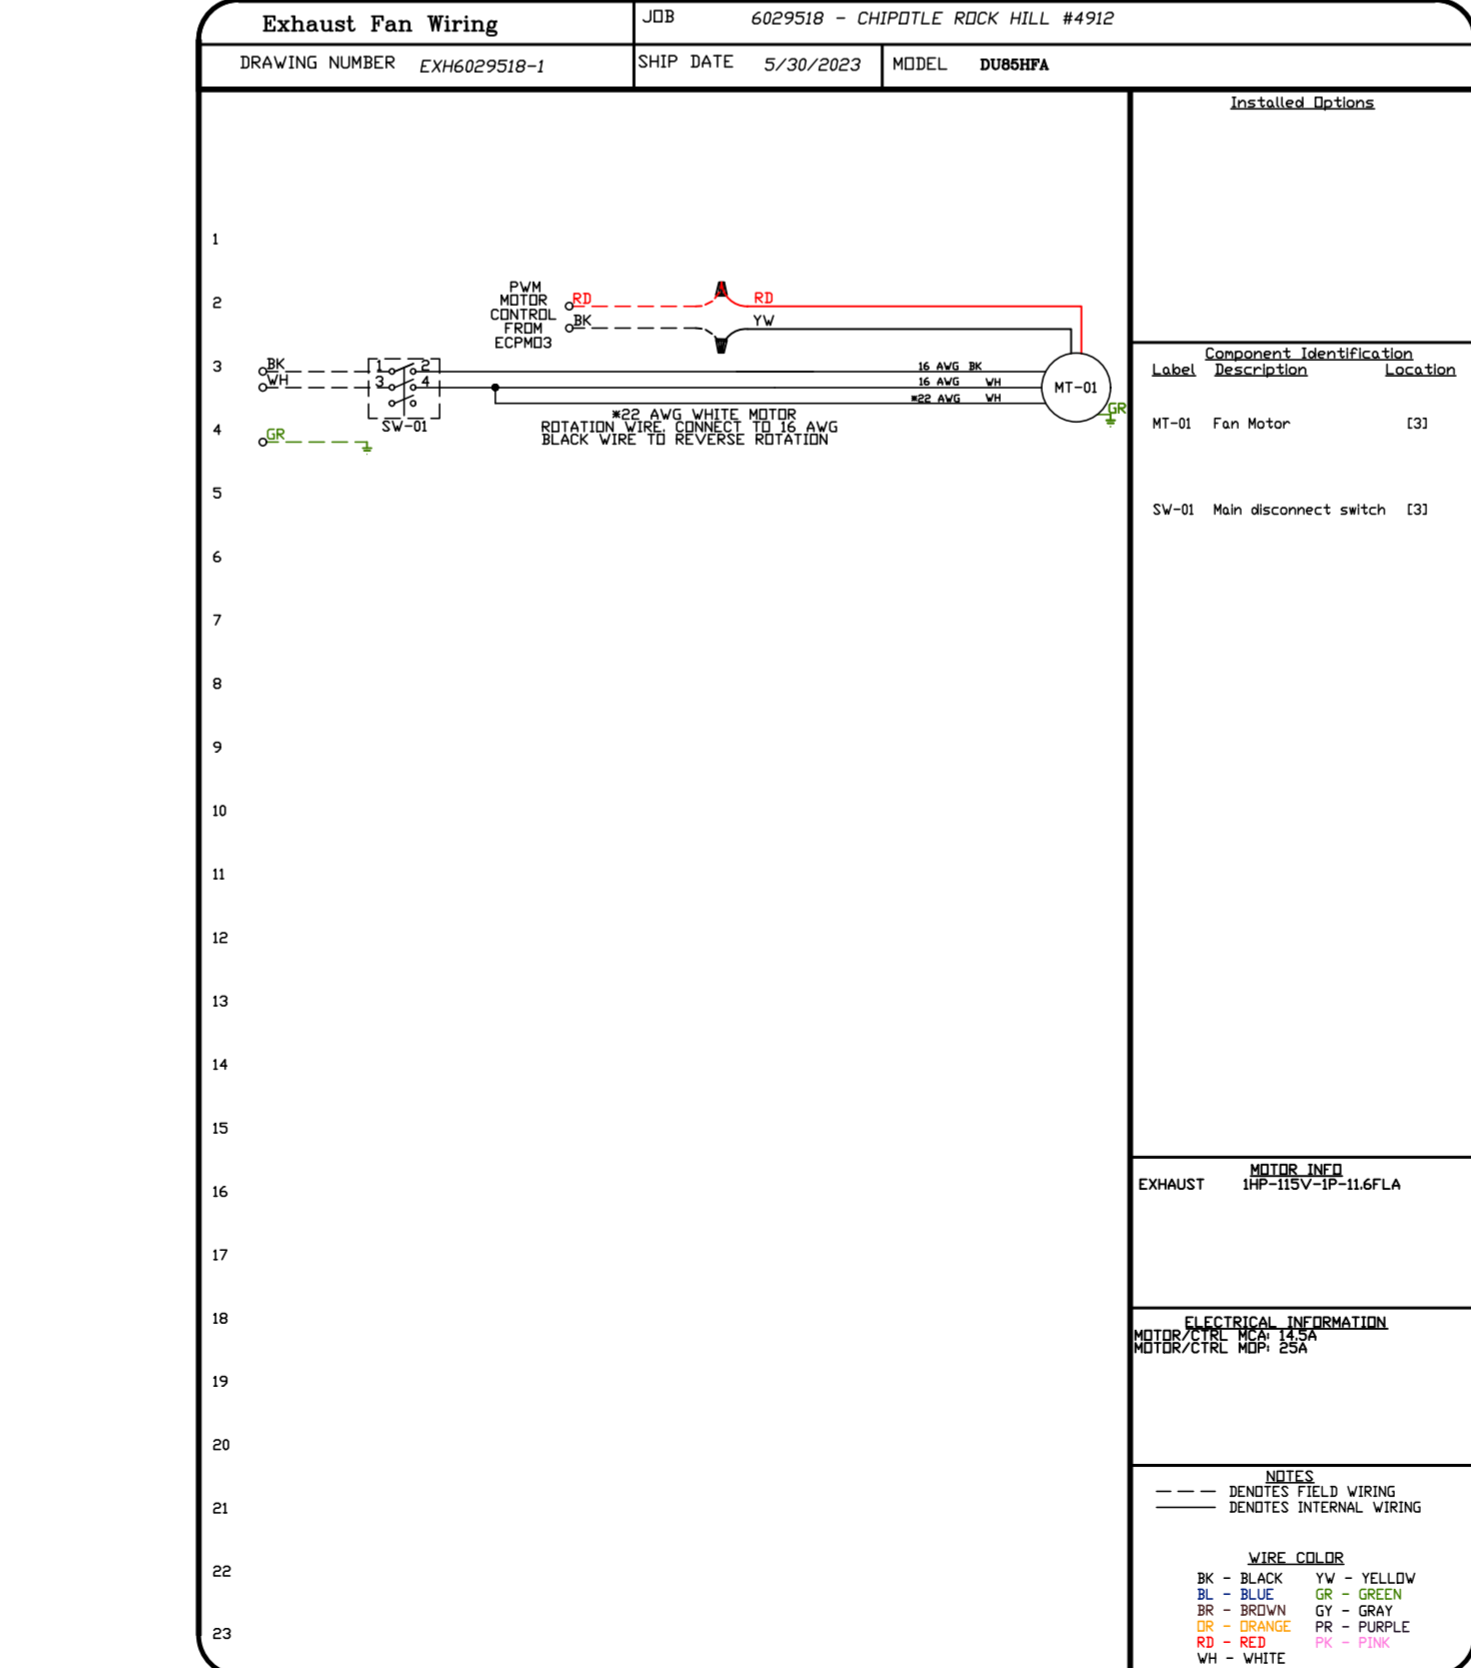 Exhaust Fan Wiring
JOB 6029518 - CHIPOTLE ROCK HILL #4912
DRAWING NUMBER EXH6029518-1
SHIP DATE 5/30/2023
MODEL DU85HFA
Installed Options
1
2
3
4
5
6
7
8
9
10
11
12
13
14
15
16
17
18
19
20
21
22
23
PWM
MOTOR
CONTROL
FROM
ECPM03
RD
BK
RD
YW
BK
WH
GR
1 2
3 4
SW-01
16 AWG BK
16 AWG WH
*22 AWG WH
MT-01
GR
*22 AWG WHITE MOTOR
ROTATION WIRE. CONNECT TO 16 AWG
BLACK WIRE TO REVERSE ROTATION
Component Identification
Label Description Location
MT-01 Fan Motor [3]
SW-01 Main disconnect switch [3]
MOTOR INFO
EXHAUST 1HP-115V-1P-11.6FLA
ELECTRICAL INFORMATION
MOTOR/CTRL MCA: 14.5A
MOTOR/CTRL MOP: 25A
NOTES
DENOTES FIELD WIRING
DENOTES INTERNAL WIRING
WIRE COLOR
BK - BLACK YW - YELLOW
BL - BLUE GR - GREEN
BR - BROWN GY - GRAY
OR - ORANGE PR - PURPLE
RD - RED PK - PINK
WH - WHITE